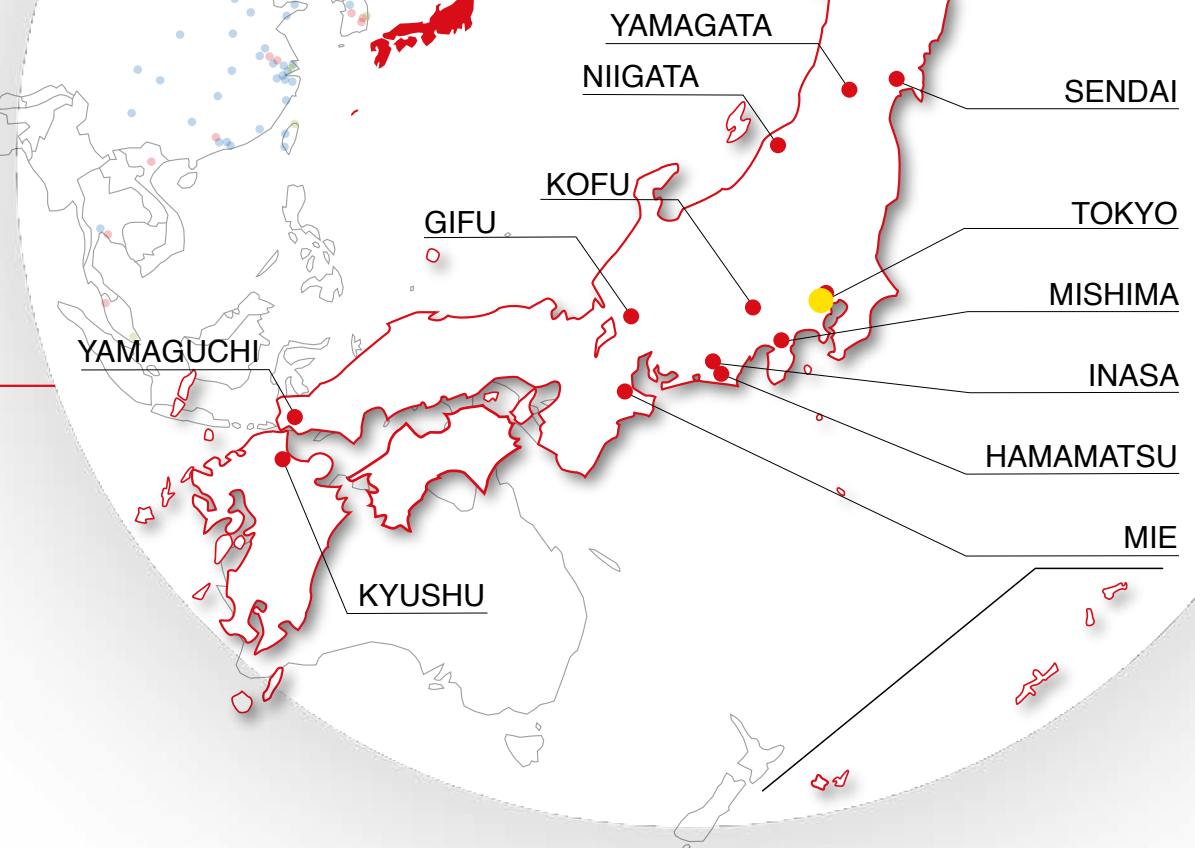 YAMAGATA
NIIGATA
SENDAI
KOFU
GIFU
TOKYO
MISHIMA
YAMAGUCHI
INASA
HAMAMATSU
MIE
KYUSHU